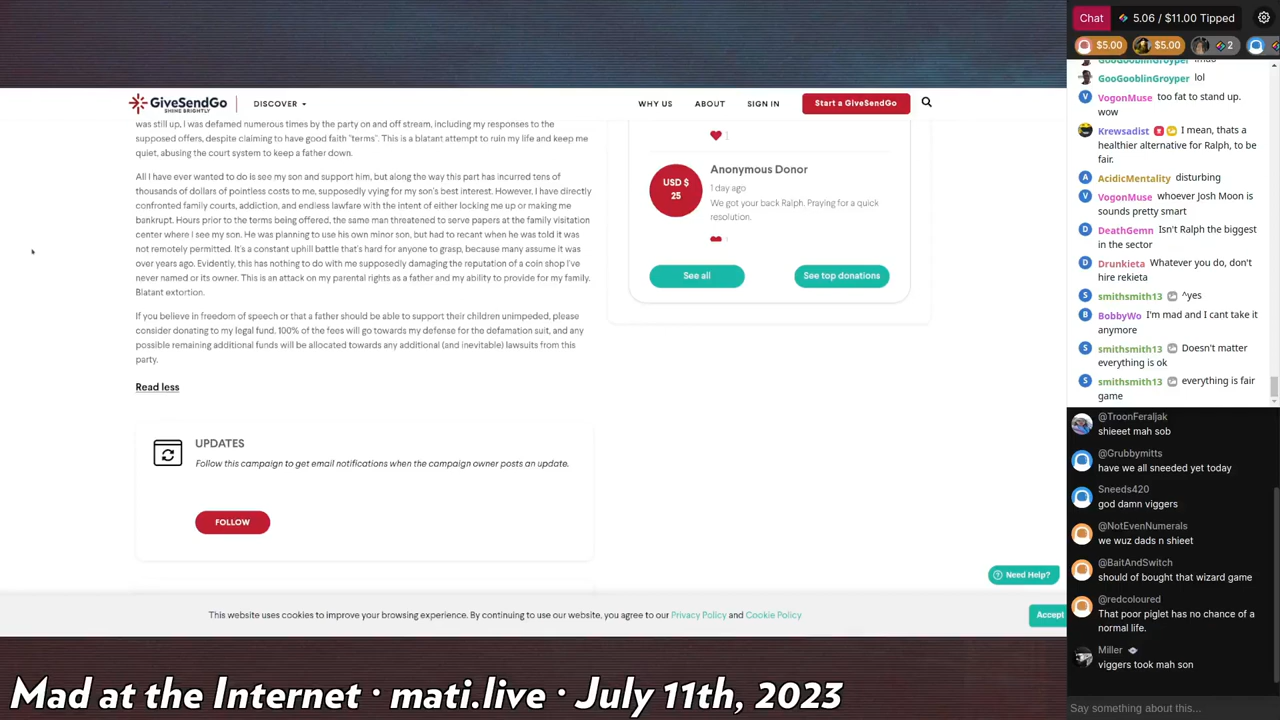 GiveSendGo
SHINE BRIGHTLY
DISCOVER
WHY US
ABOUT
SIGN IN
Start a GiveSendGo
was still up, I was defamed numerous times by the party on and off stream, including my responses to the
supposed offers, despite claiming to have good faith "terms". This is a blatant attempt to ruin my life and keep me
quiet, abusing the court system to keep a father down.
All I have ever wanted to do is see my son and support him, but along the way this part has incurred tens of
thousands of dollars of pointless costs to me, supposedly vying for my son's best interest. However, I have directly
confronted family courts, addiction, and endless lawfare with the intent of either locking me up or making me
bankrupt. Hours prior to the terms being offered, the same man threatened to serve papers at the family visitation
center where I see my son. He was planning to use his own minor son, but had to recant when he was told it was
not remotely permitted. It's a constant uphill battle that's hard for anyone to grasp, because many assume it was
over years ago. Evidently, this has nothing to do with me supposedly damaging the reputation of a coin shop I've
never named or its owner. This is an attack on my parental rights as a father and my ability to provide for my family.
Blatant extortion.
If you believe in freedom of speech or that a father should be able to support their children unimpeded, please
consider donating to my legal fund. 100% of the fees will go towards my defense for the defamation suit, and any
possible remaining additional funds will be allocated towards any additional (and inevitable) lawsuits from this
party.
Read less
UPDATES
Follow this campaign to get email notifications when the campaign owner posts an update.
FOLLOW
USD $
25
Anonymous Donor
1 day ago
We got your back Ralph. Praying for a quick
resolution.
See all
See top donations
Need Help?
This website uses cookies to improve your browsing experience. By continuing to use our website, you agree to our Privacy Policy and Cookie Policy
Accept
Chat
5.06 / $11.00 Tipped
$5.00
$5.00
2
GooGooblinGroyper lmao
GooGooblinGroyper lol
VogonMuse too fat to stand up.
wow
Krewsadist I mean, thats a
healthier alternative for Ralph, to be
fair.
AcidicMentality disturbing
VogonMuse whoever Josh Moon is
sounds pretty smart
DeathGemn Isn't Ralph the biggest
in the sector
Drunkieta Whatever you do, don't
hire rekieta
smithsmith13 ^yes
BobbyWo I'm mad and I cant take it
anymore
smithsmith13 Doesn't matter
everything is ok
smithsmith13 everything is fair
game
@TroonFeraljak
shieeet mah sob
@Grubbymitts
have we all sneeded yet today
Sneeds420
god damn viggers
@NotEvenNumerals
we wuz dads n shieet
@BaitAndSwitch
should of bought that wizard game
@redcoloured
That poor piglet has no chance of a
normal life.
Miller
viggers took mah son
Say something about this...
Mad at the Internet · mati.live · July 11th, 2023